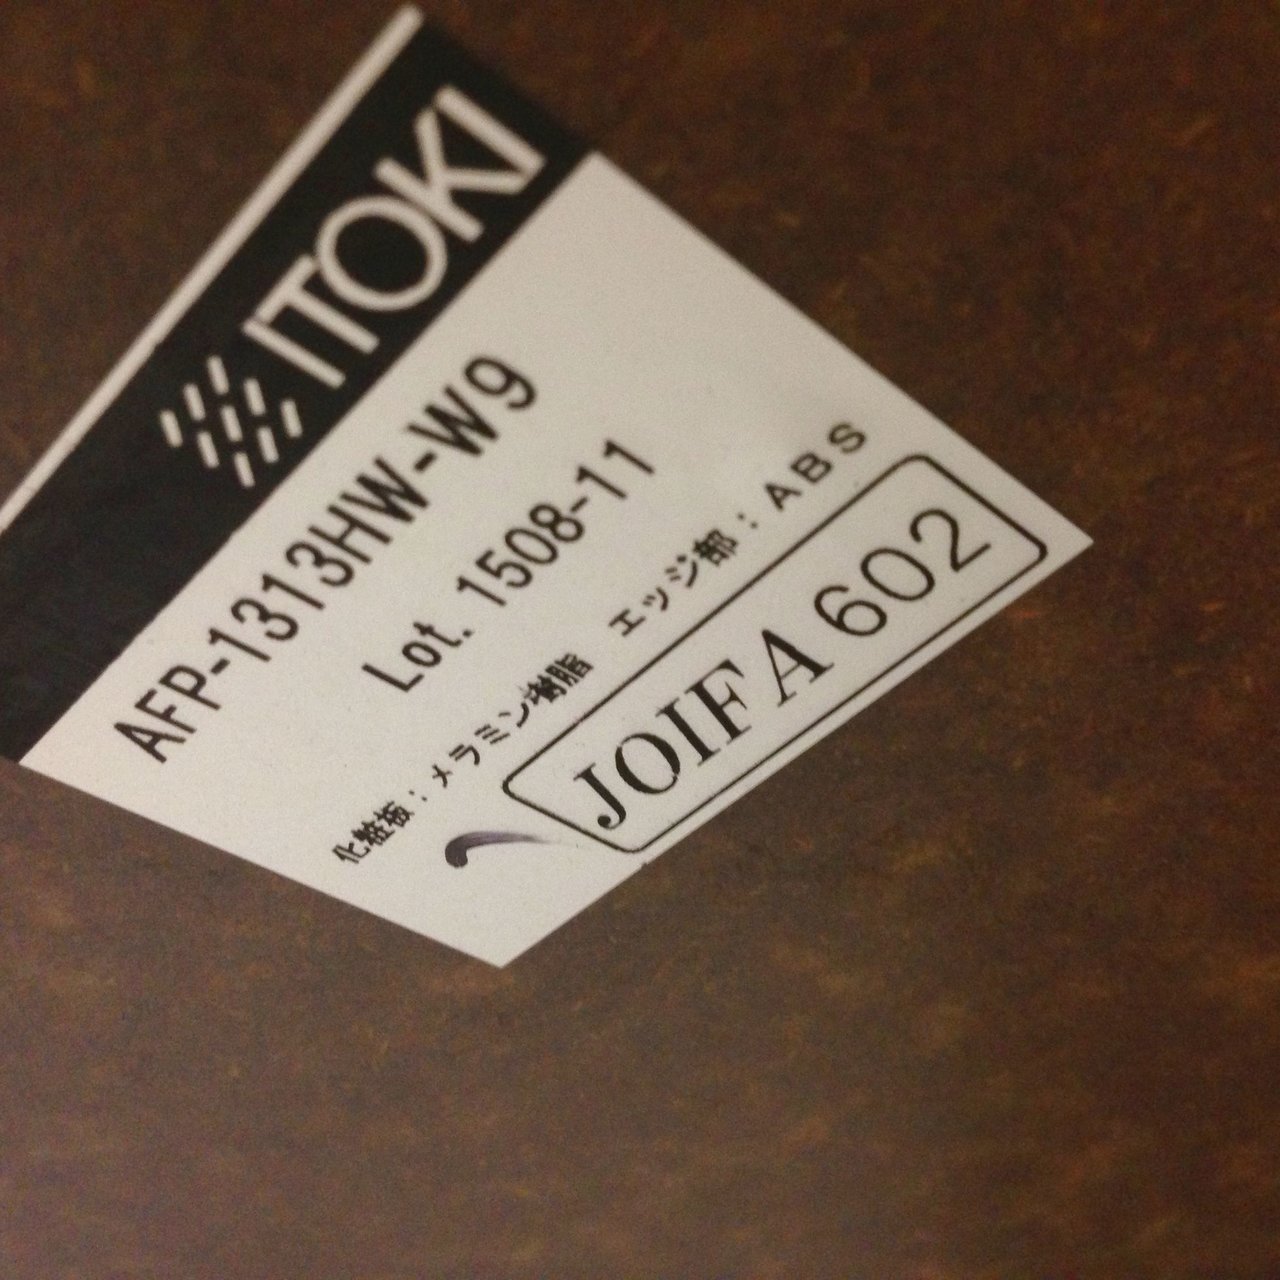 ITOKI
AFP-1313HW-W9
Lot. 1508-11
化粧板：メラミン樹脂　エッジ部：ABS
JOIFA 602